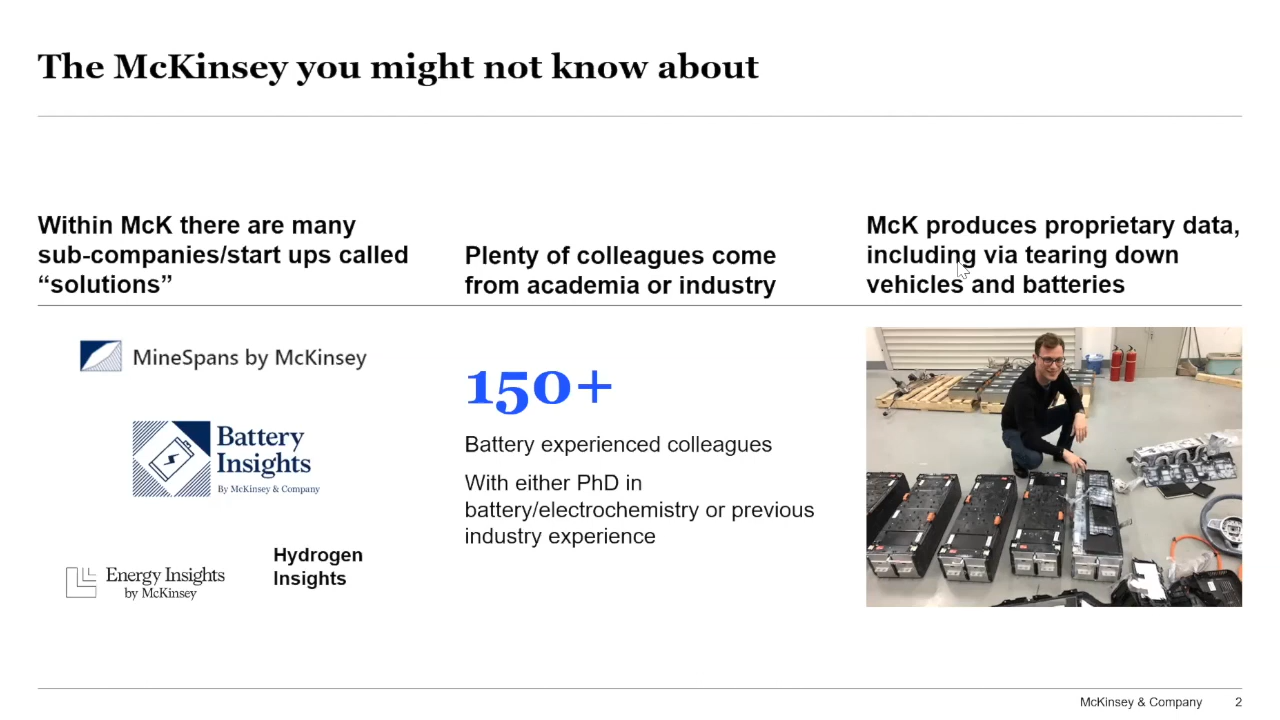 The McKinsey you might not know about
Within McK there are many
sub-companies/start ups called
“solutions”
MineSpans by McKinsey
Battery
Insights
By McKinsey & Company
Energy Insights
by McKinsey
Hydrogen
Insights
Plenty of colleagues come
from academia or industry
150+
Battery experienced colleagues
With either PhD in
battery/electrochemistry or previous
industry experience
McK produces proprietary data,
including via tearing down
vehicles and batteries
McKinsey & Company
2